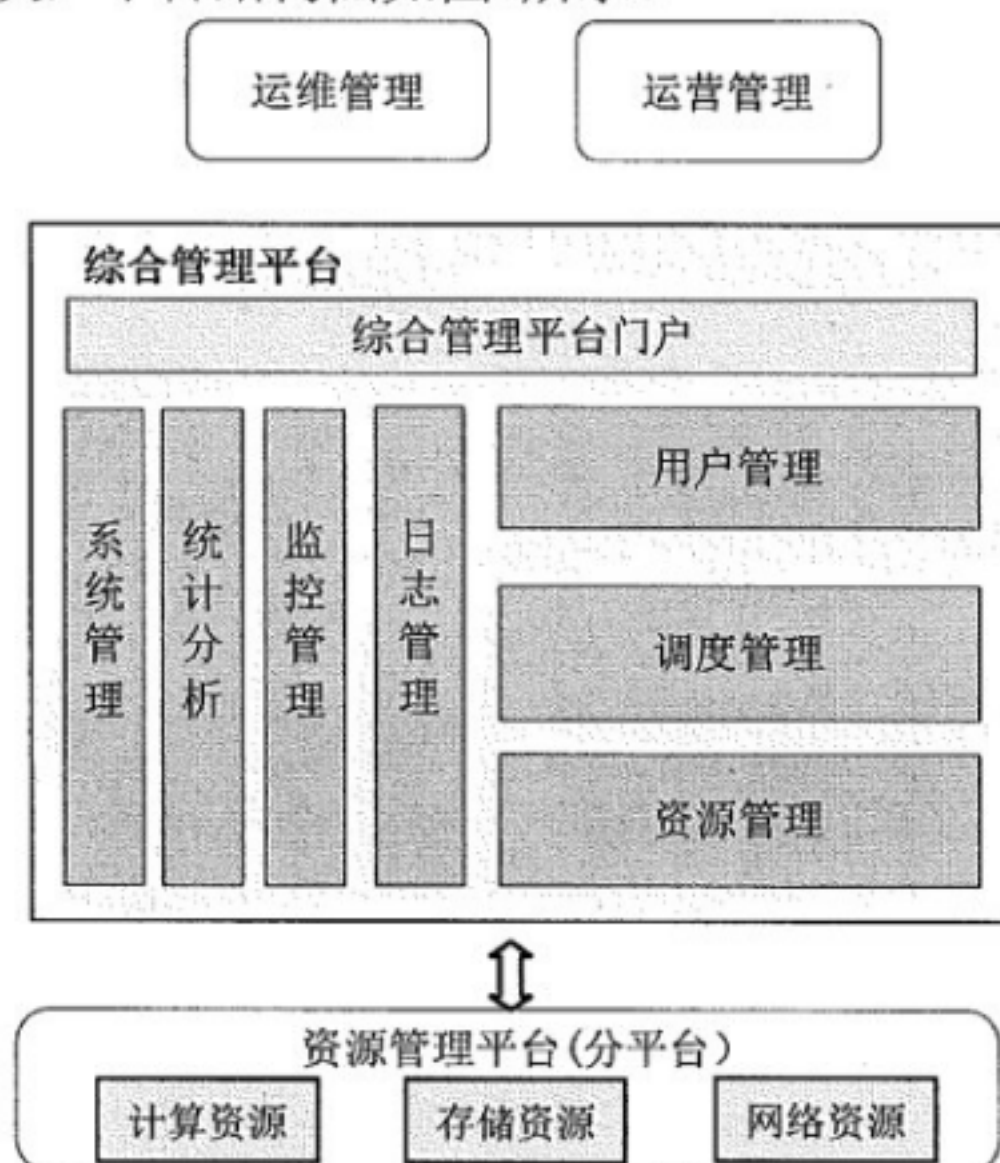 运维管理 运营管理
综合管理平台
综合管理平台门户
系统管理
统计分析
监控管理
日志管理
用户管理
调度管理
资源管理
资源管理平台(分平台)
计算资源 存储资源 网络资源